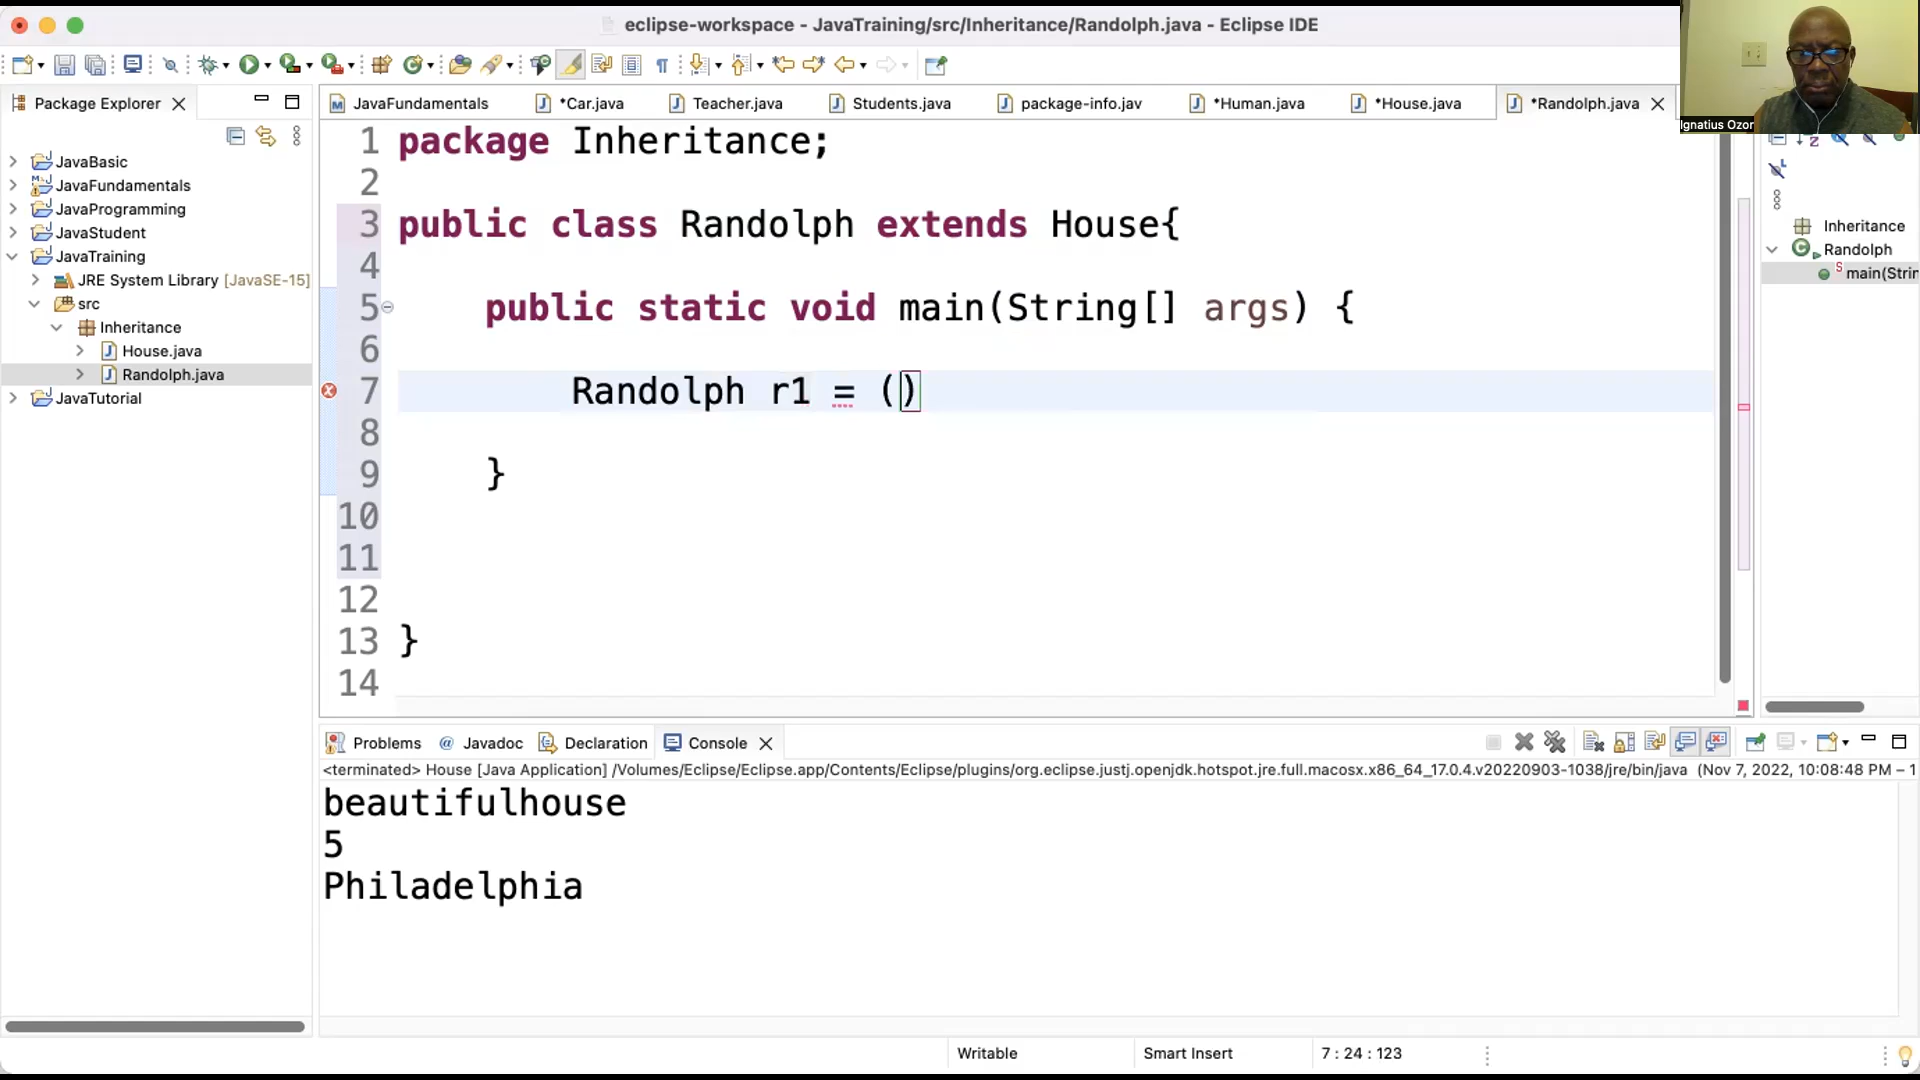 eclipse-workspace - JavaTraining/src/Inheritance/Randolph.java - Eclipse IDE
Package Explorer
JavaFundamentals
*Car.java
Teacher.java
Students.java
package-info.jav
*Human.java
*House.java
*Randolph.java
Ignatius Ozor
JavaBasic
JavaFundamentals
JavaProgramming
JavaStudent
JavaTraining
JRE System Library [JavaSE-15]
src
Inheritance
House.java
Randolph.java
JavaTutorial
1 package Inheritance;
2
3 public class Randolph extends House{
4
5 public static void main(String[] args) {
6
7 Randolph r1 = ()
8
9 }
10
11
12
13 }
14
Inheritance
Randolph
main(Strin
Problems
@ Javadoc
Declaration
Console
<terminated> House [Java Application] /Volumes/Eclipse/Eclipse.app/Contents/Eclipse/plugins/org.eclipse.justj.openjdk.hotspot.jre.full.macosx.x86_64_17.0.4.v20220903-1038/jre/bin/java (Nov 7, 2022, 10:08:48 PM – 1
beautifulhouse
5
Philadelphia
Writable
Smart Insert
7 : 24 : 123